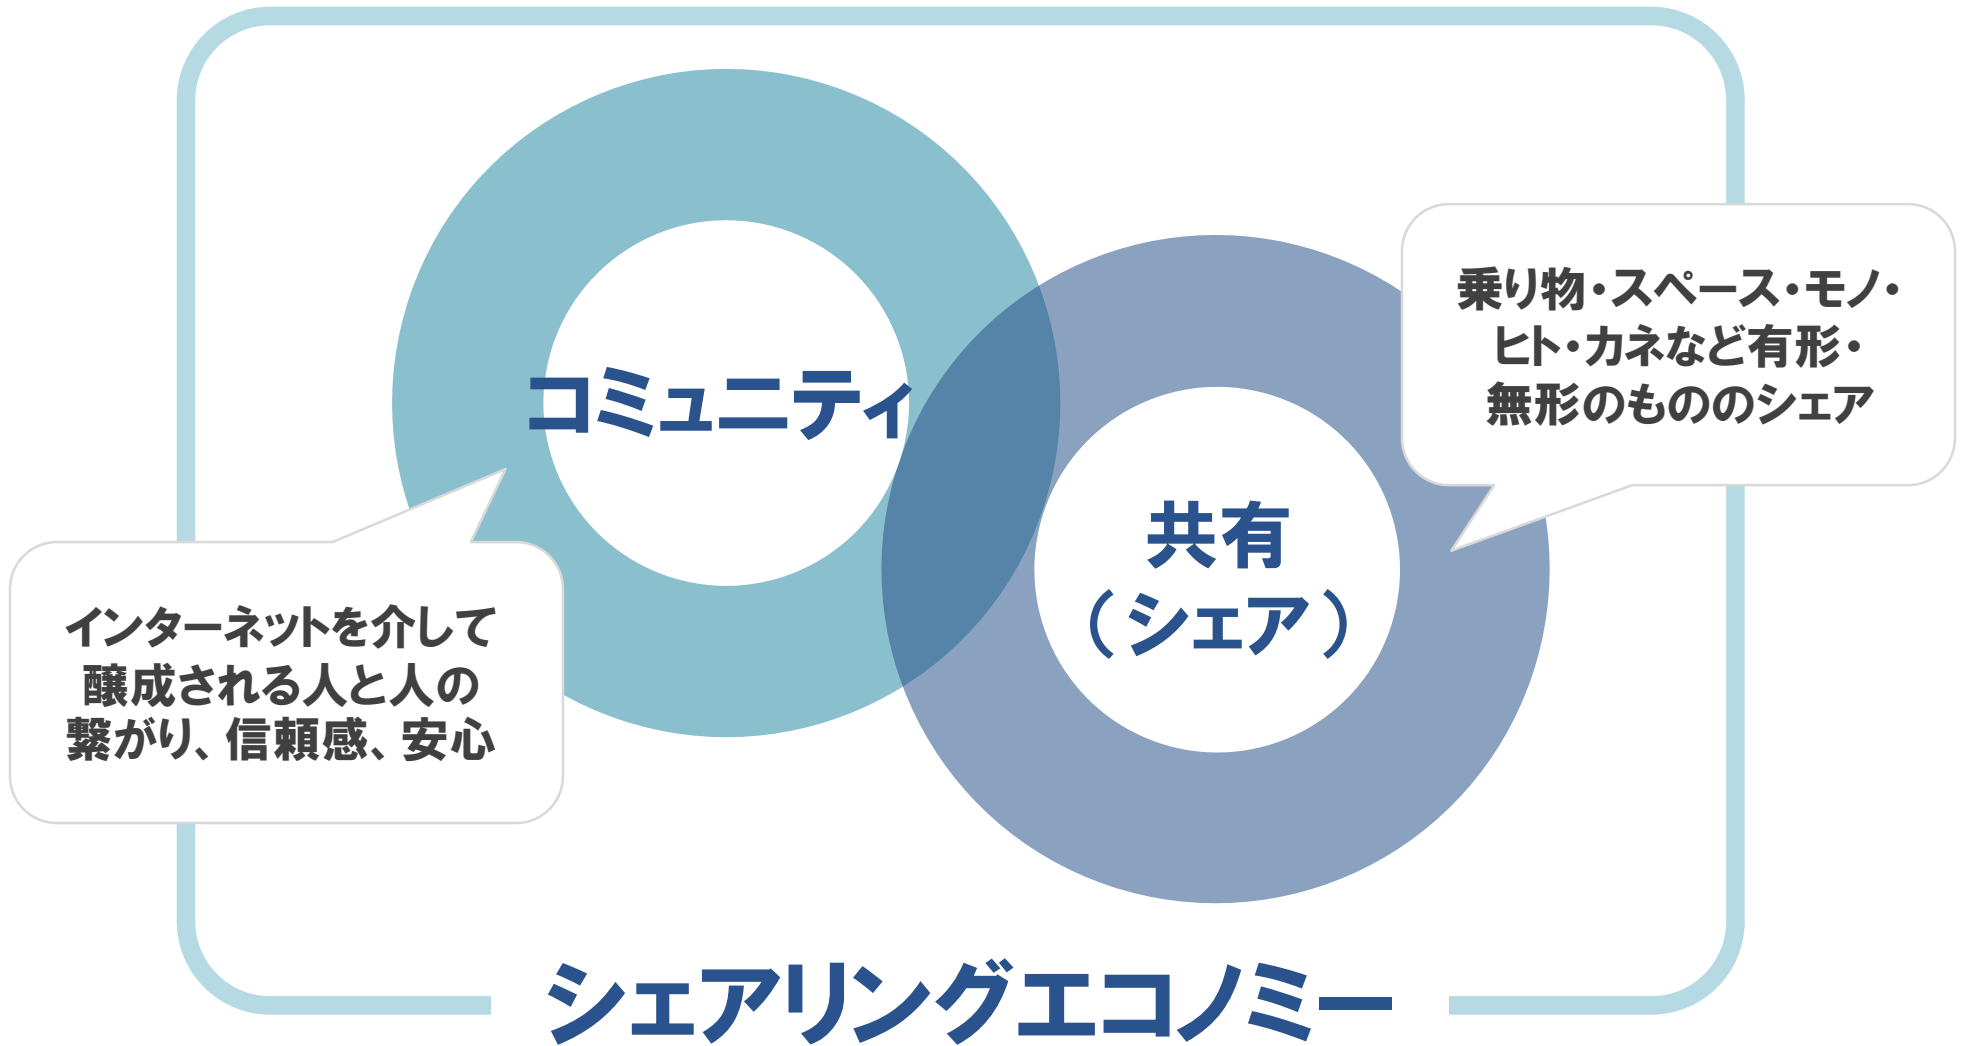 コミュニティ
乗り物・スペース・モノ・
ヒト・カネなど有形・
無形のもののシェア
共有
（シェア）
インターネットを介して
醸成される人と人の
繋がり、信頼感、安心
シェアリングエコノミー